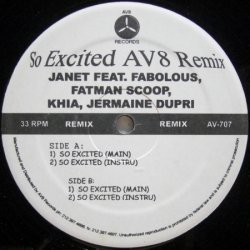 AV8
RECORDS
So Excited AV8 Remix
JANET FEAT. FABOLOUS,
FATMAN SCOOP,
KHIA, JERMAINE DUPRI
33 RPM REMIX REMIX AV-707
SIDE A:
1) SO EXCITED (MAIN)
2) SO EXCITED (INSTRU)
SIDE B:
1) SO EXCITED (MAIN)
2) SO EXCITED (INSTRU)